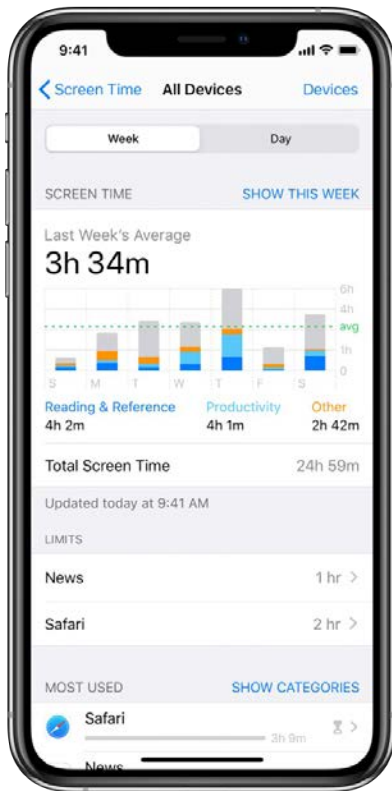 9:41
Screen Time All Devices Devices
Week Day
SCREEN TIME SHOW THIS WEEK
Last Week's Average
3h 34m
6h
4h
avg
1h
0
S M T W T F S
Reading & Reference Productivity Other
4h 2m 4h 1m 2h 42m
Total Screen Time 24h 59m
Updated today at 9:41 AM
LIMITS
News 1 hr
Safari 2 hr
MOST USED SHOW CATEGORIES
Safari
3h 9m
News